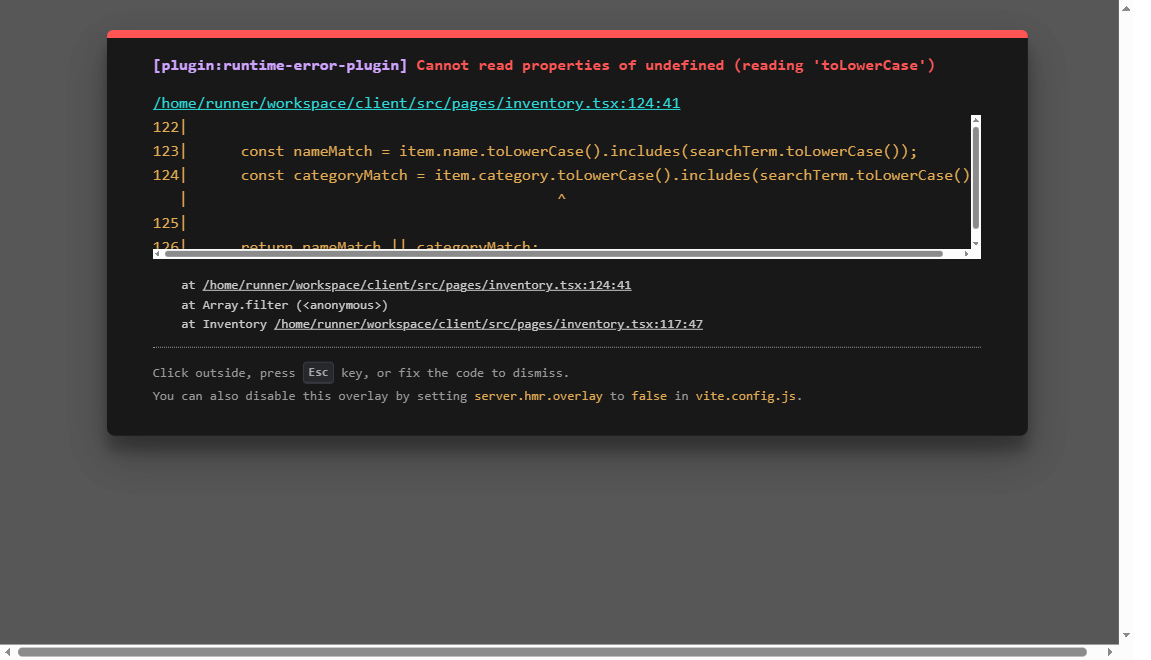 [plugin:runtime-error-plugin] Cannot read properties of undefined (reading 'toLowerCase')
/home/runner/workspace/client/src/pages/inventory.tsx:124:41
122|
123|      const nameMatch = item.name.toLowerCase().includes(searchTerm.toLowerCase());
124|      const categoryMatch = item.category.toLowerCase().includes(searchTerm.toLowerCase()
|                                          ^
125|
126|      return nameMatch || categoryMatch;
at /home/runner/workspace/client/src/pages/inventory.tsx:124:41
at Array.filter (<anonymous>)
at Inventory /home/runner/workspace/client/src/pages/inventory.tsx:117:47
Click outside, press Esc key, or fix the code to dismiss.
You can also disable this overlay by setting server.hmr.overlay to false in vite.config.js.